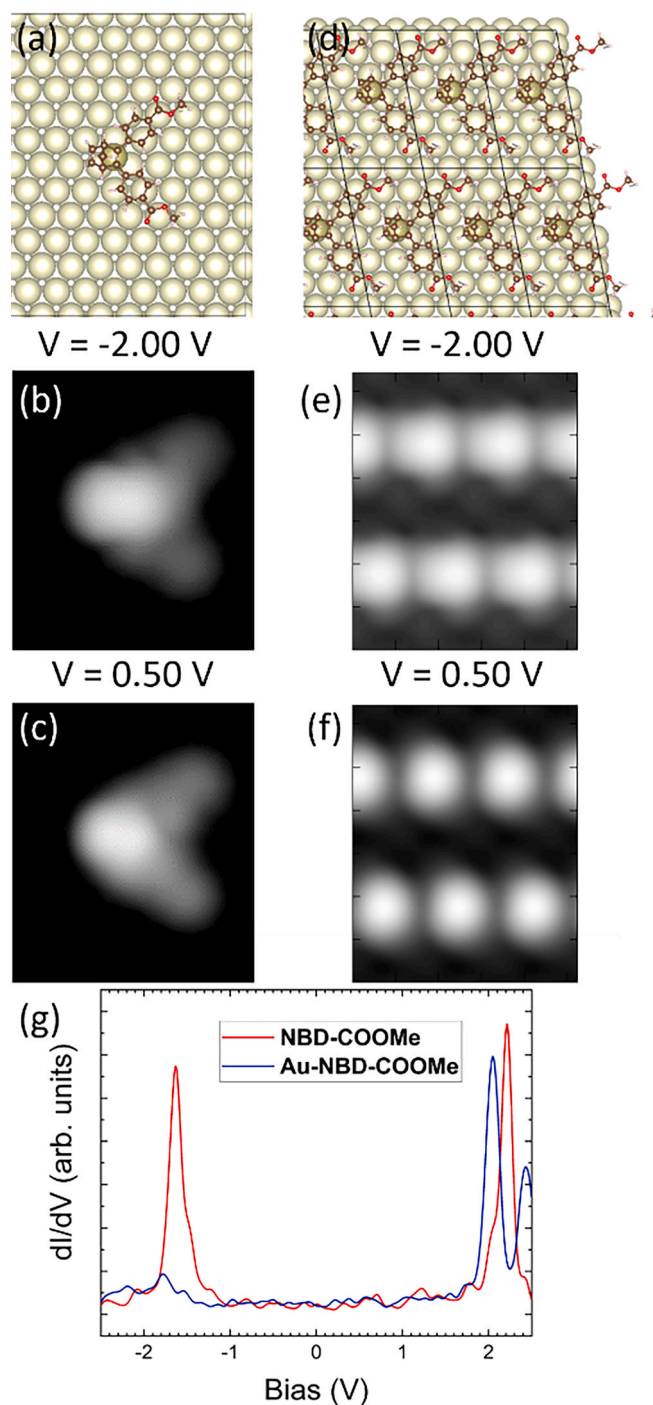 (a)
(d)
V = -2.00 V
V = -2.00 V
(b)
(e)
V = 0.50 V
V = 0.50 V
(c)
(f)
(g)
NBD-COOMe
Au-NBD-COOMe
dI/dV (arb. units)
-2 -1 0 1 2
Bias (V)